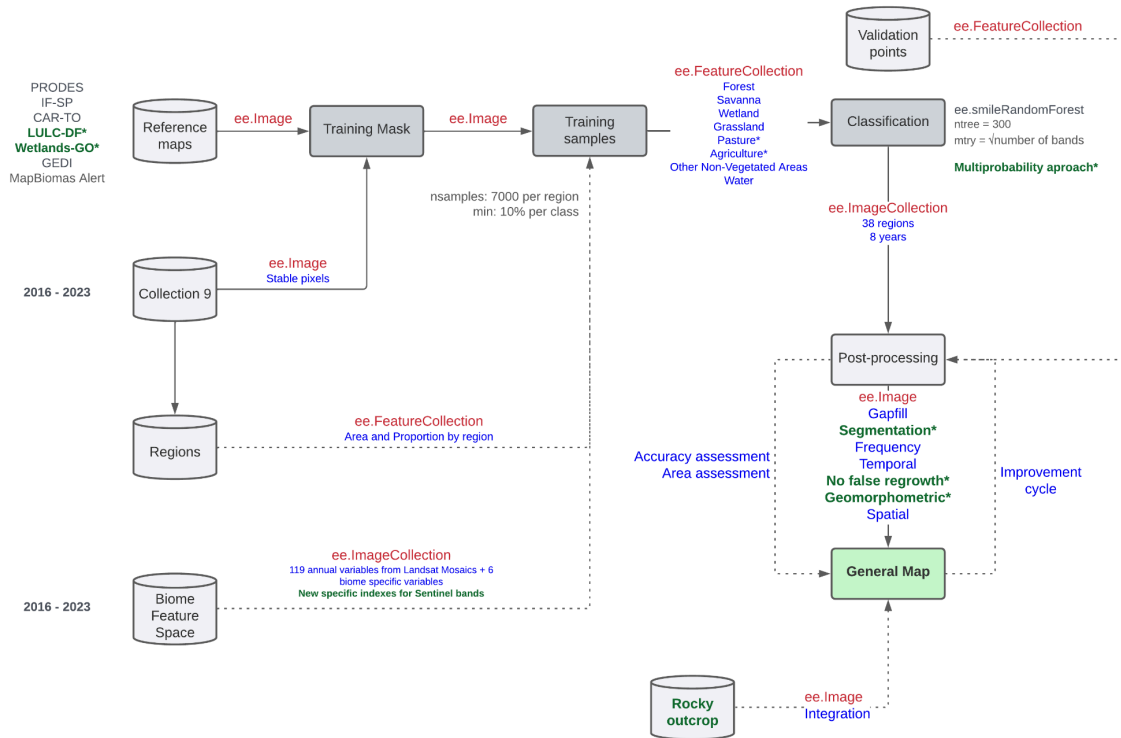 Validation
points
ee.FeatureCollection
PRODES
IF-SP
CAR-TO
LULC-DF*
Wetlands-GO*
GEDI
MapBiomas Alert
Reference
maps
ee.Image
Training Mask
ee.Image
Training
samples
ee.FeatureCollection
Forest
Savanna
Wetland
Grassland
Pasture*
Agriculture*
Other Non-Vegetated Areas
Water
Classification
ee.smileRandomForest
ntree = 300
mtry = √number of bands
Multiprobability aproach*
nsamples: 7000 per region
min: 10% per class
ee.ImageCollection
38 regions
8 years
2016 - 2023
Collection 9
ee.Image
Stable pixels
Post-processing
ee.Image
Gapfill
Segmentation*
Frequency
Temporal
No false regrowth*
Geomorphometric*
Spatial
Accuracy assessment
Area assessment
Improvement
cycle
Regions
ee.FeatureCollection
Area and Proportion by region
2016 - 2023
Biome
Feature
Space
ee.ImageCollection
119 annual variables from Landsat Mosaics + 6
biome specific variables
New specific indexes for Sentinel bands
General Map
Rocky
outcrop
ee.Image
Integration